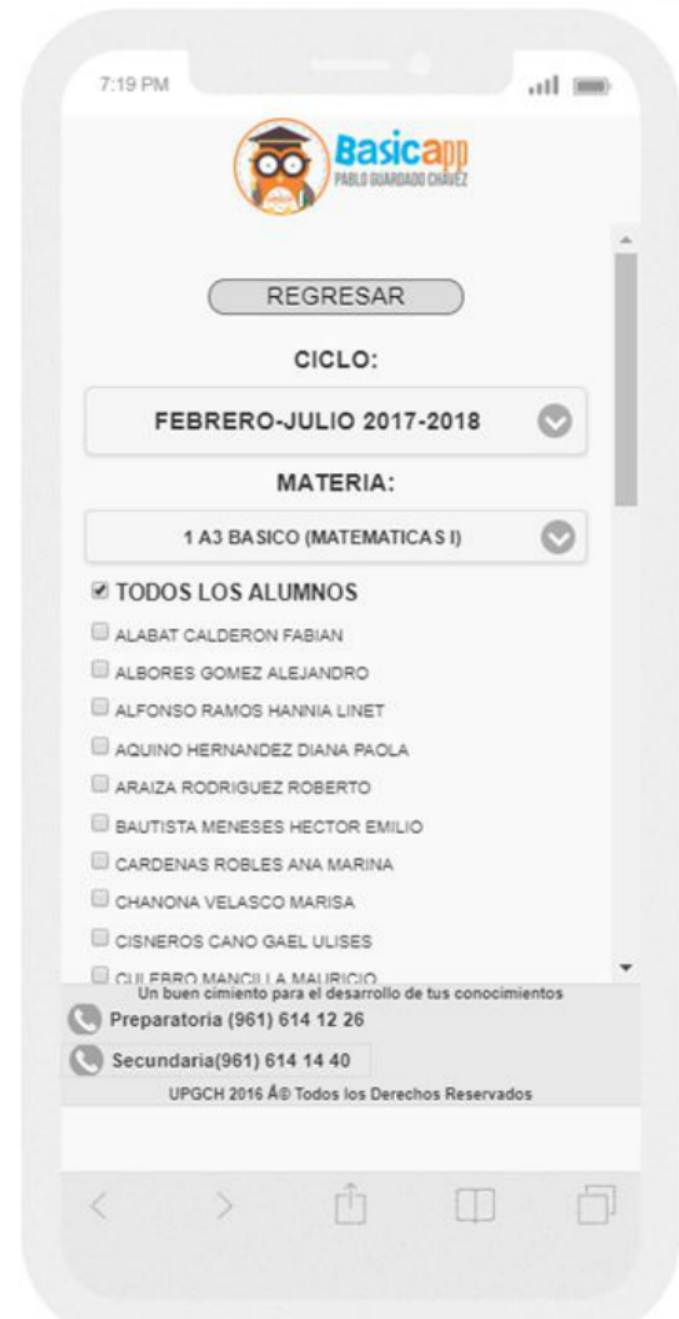 7:19 PM
Basicapp
PABLO GUARDADO CHÁVEZ
REGRESAR
CICLO:
FEBRERO-JULIO 2017-2018
MATERIA:
1 A3 BASICO (MATEMATICAS I)
TODOS LOS ALUMNOS
ALABAT CALDERON FABIAN
ALBORES GOMEZ ALEJANDRO
ALFONSO RAMOS HANNIA LINET
AQUINO HERNANDEZ DIANA PAOLA
ARAIZA RODRIGUEZ ROBERTO
BAUTISTA MENESES HECTOR EMILIO
CARDENAS ROBLES ANA MARINA
CHANONA VELASCO MARISA
CISNEROS CANO GAEL ULISES
CULEBRO MANCILLA MAURICIO
Un buen cimiento para el desarrollo de tus conocimientos
Preparatoria (961) 614 12 26
Secundaria(961) 614 14 40
UPGCH 2016 Â© Todos los Derechos Reservados